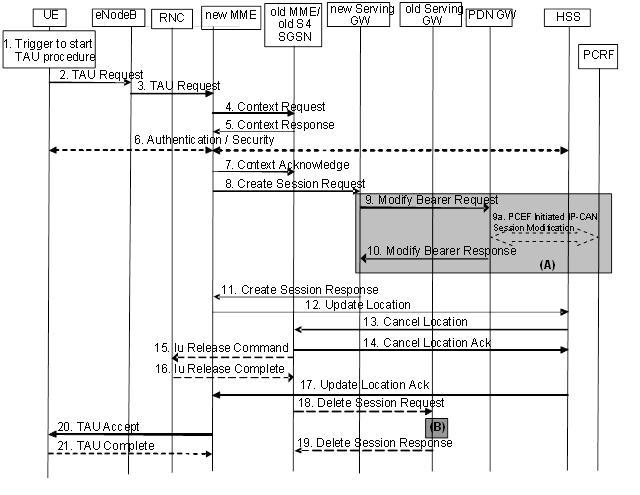 UE
eNodeB
RNC
new MME
old MME/
old S4
SGSN
new Serving
GW
old Serving
GW
PDN GW
HSS
PCRF
1. Trigger to start
TAU procedure
2. TAU Request
3. TAU Request
4. Context Request
5. Context Response
6. Authentication / Security
7. Context Acknowledge
8. Create Session Request
9. Modify Bearer Request
9a. PCEF Initiated IP-CAN
Session Modification
10. Modify Bearer Response
(A)
11. Create Session Response
12. Update Location
13. Cancel Location
14. Cancel Location Ack
15. Iu Release Command
16. Iu Release Complete
17. Update Location Ack
18. Delete Session Request
(B)
19. Delete Session Response
20. TAU Accept
21. TAU Complete